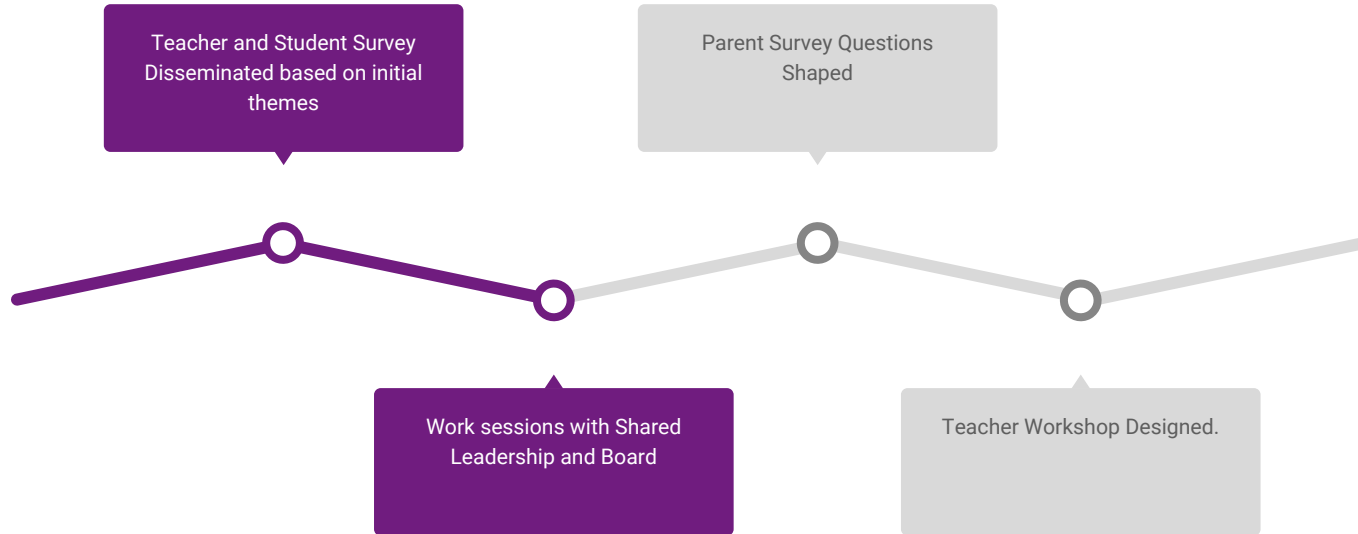 Teacher and Student Survey
Disseminated based on initial
themes
Work sessions with Shared
Leadership and Board
Parent Survey Questions
Shaped
Teacher Workshop Designed.